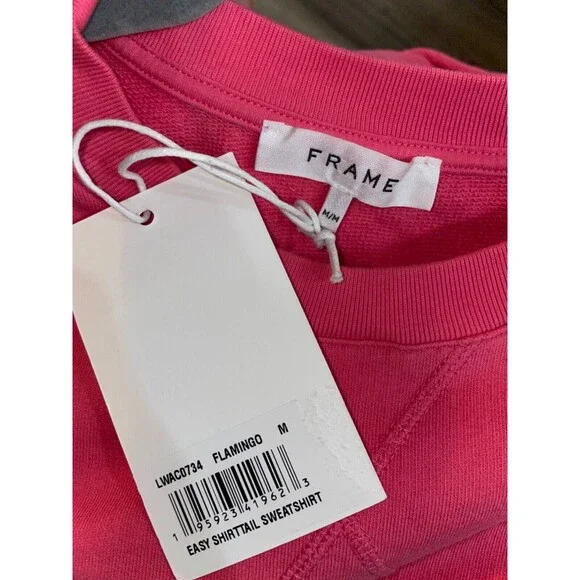 FRAME
M/M
LWAC0734 FLAMINGO M
1 95923 41962 3
EASY SHIRTTAIL SWEATSHIRT